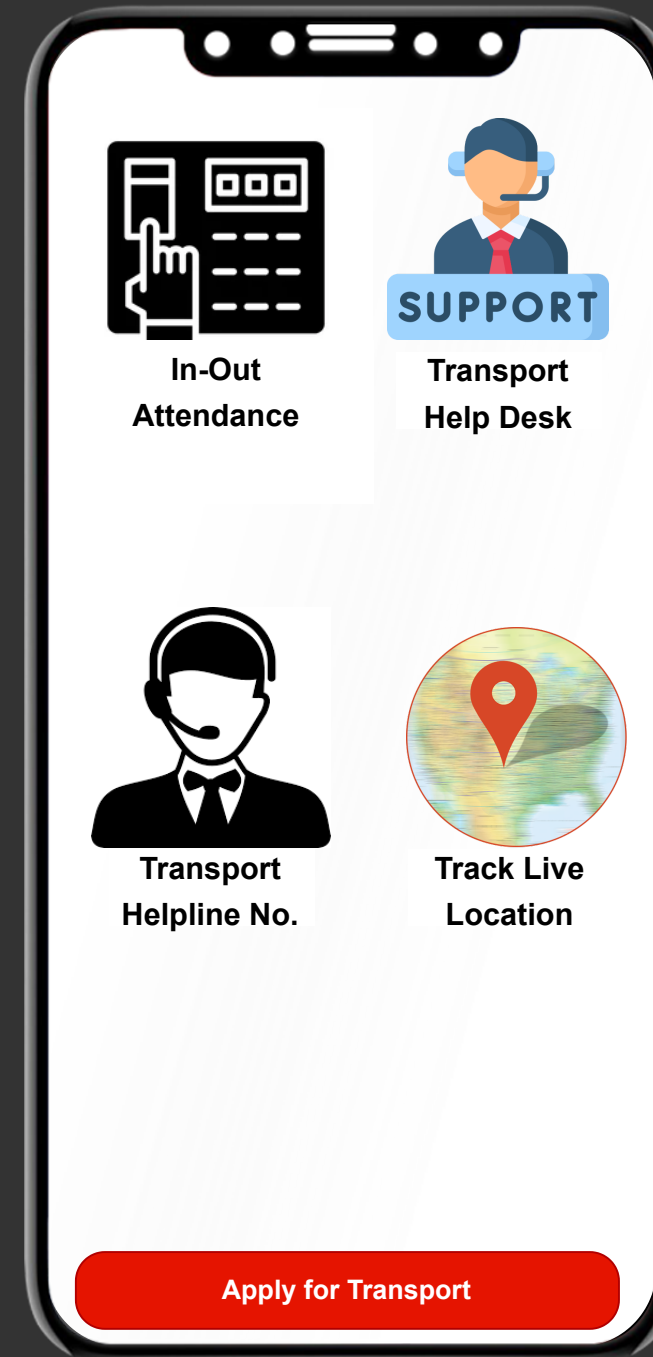 SUPPORT
In-Out
Attendance
Transport
Help Desk
Transport
Helpline No.
Track Live
Location
Apply for Transport